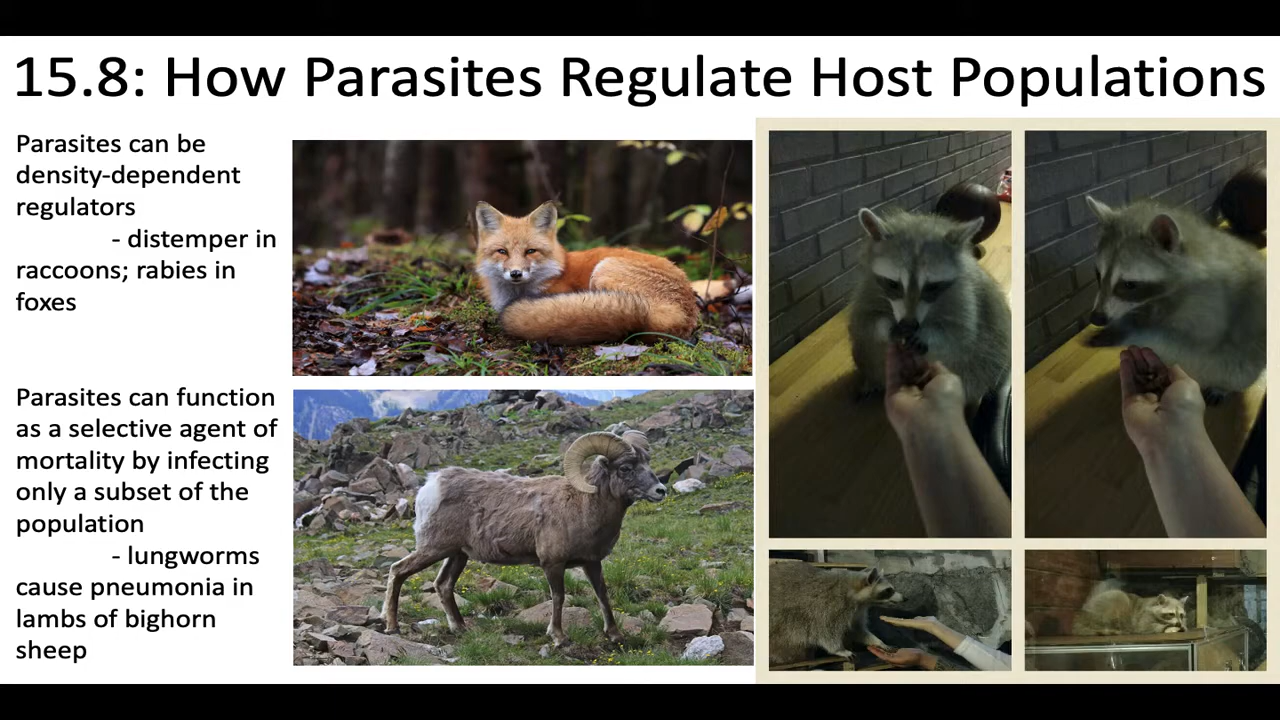 15.8: How Parasites Regulate Host Populations
Parasites can be
density-dependent
regulators
- distemper in
raccoons; rabies in
foxes
Parasites can function
as a selective agent of
mortality by infecting
only a subset of the
population
- lungworms
cause pneumonia in
lambs of bighorn
sheep